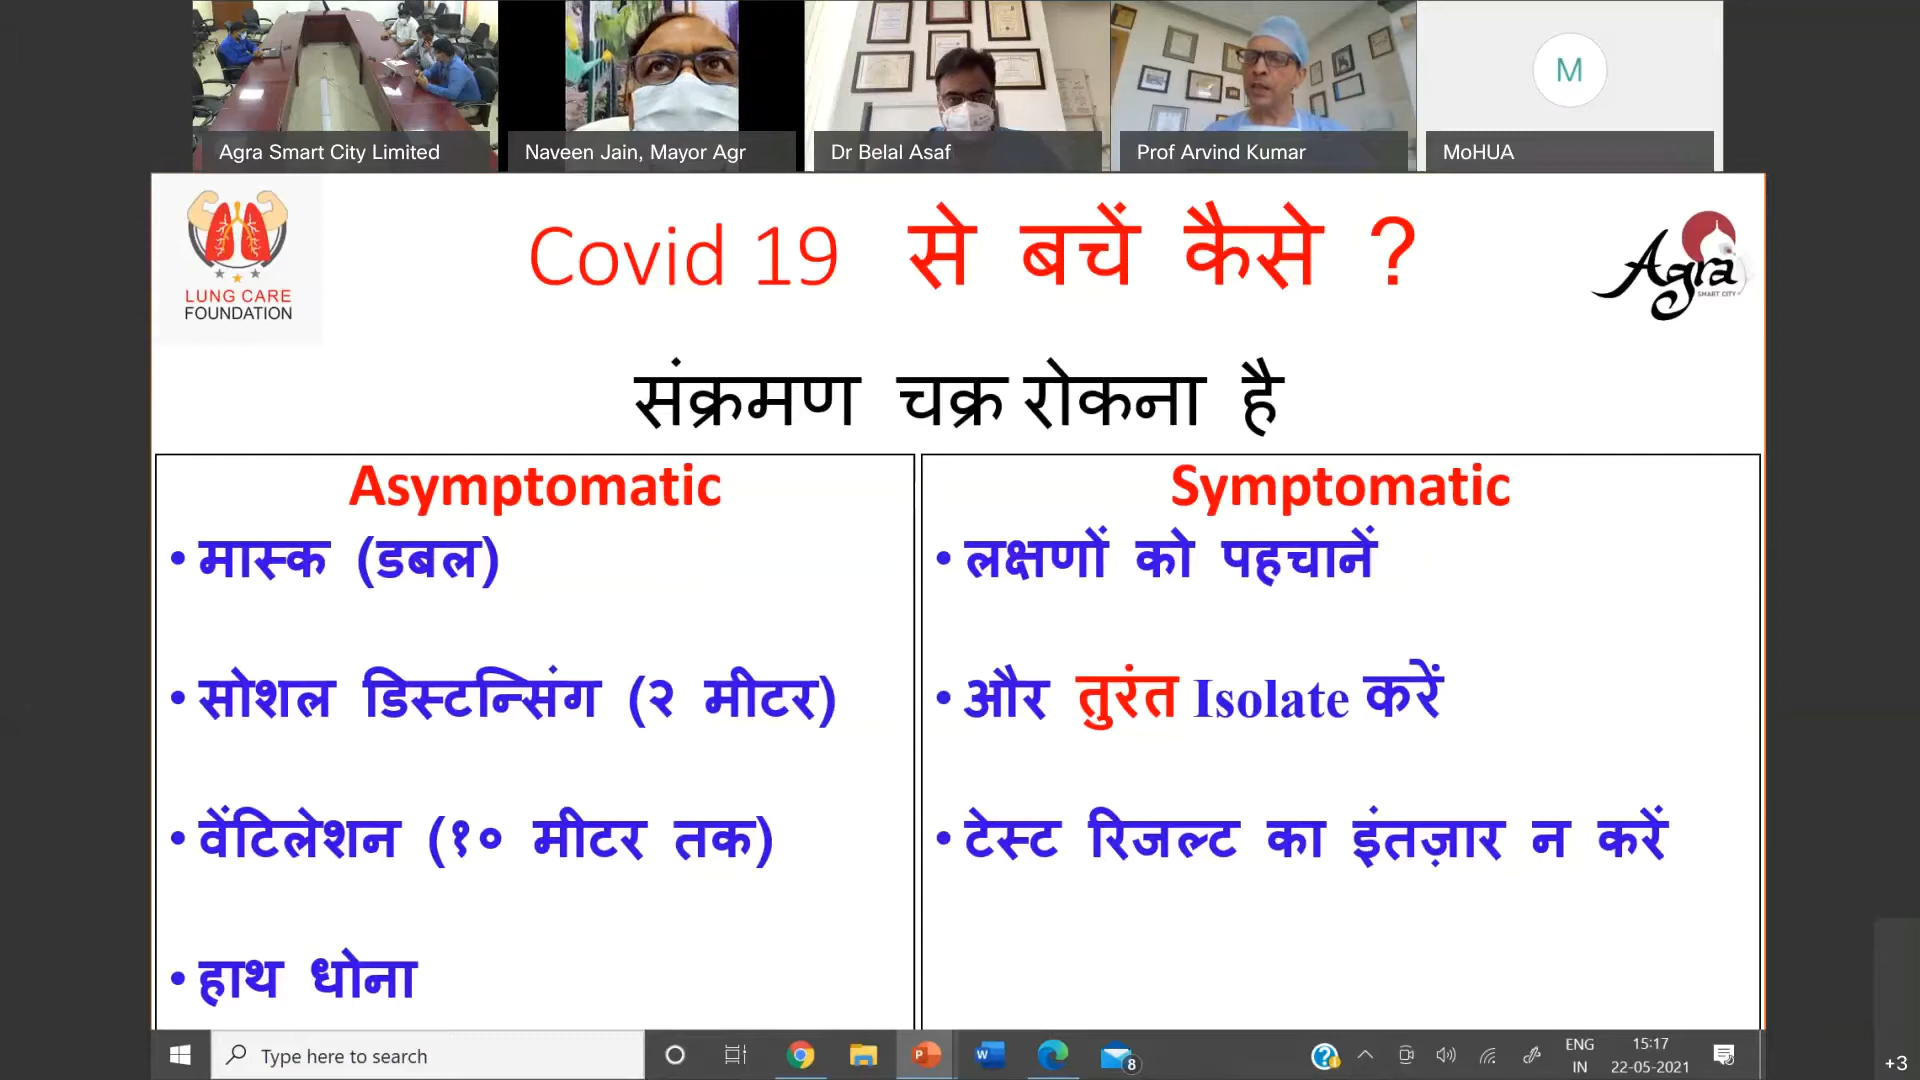 Agra Smart City Limited
Naveen Jain, Mayor Agr
Dr Belal Asaf
Prof Arvind Kumar
M
MoHUA
LUNG CARE
FOUNDATION
Covid 19 से बचें कैसे ?
Agra
SMART CITY
संक्रमण चक्र रोकना है
Asymptomatic
• मास्क (डबल)
• सोशल डिस्टन्सिंग (२ मीटर)
• वेंटिलेशन (१० मीटर तक)
• हाथ धोना
Symptomatic
• लक्षणों को पहचानें
• और तुरंत Isolate करें
• टेस्ट रिजल्ट का इंतज़ार न करें
Type here to search
8
ENG
IN
15:17
22-05-2021
+3